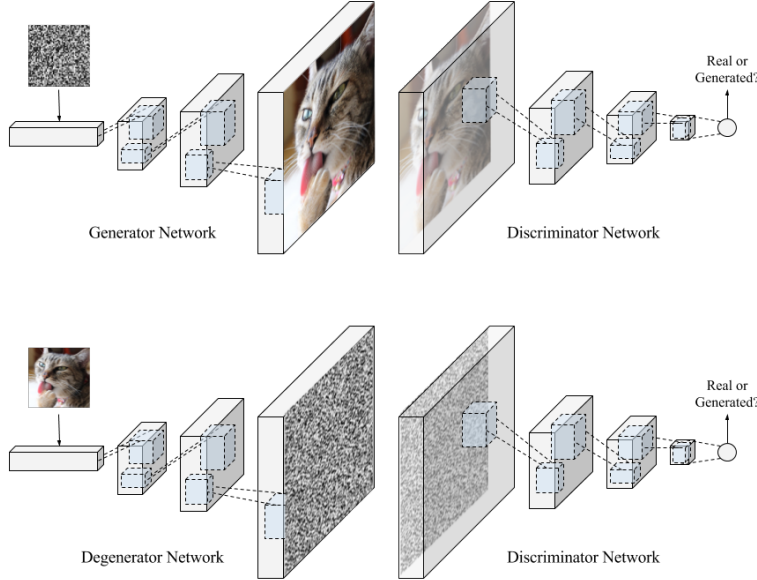 Real or
Generated?
Generator Network
Discriminator Network
Real or
Generated?
Degenerator Network
Discriminator Network